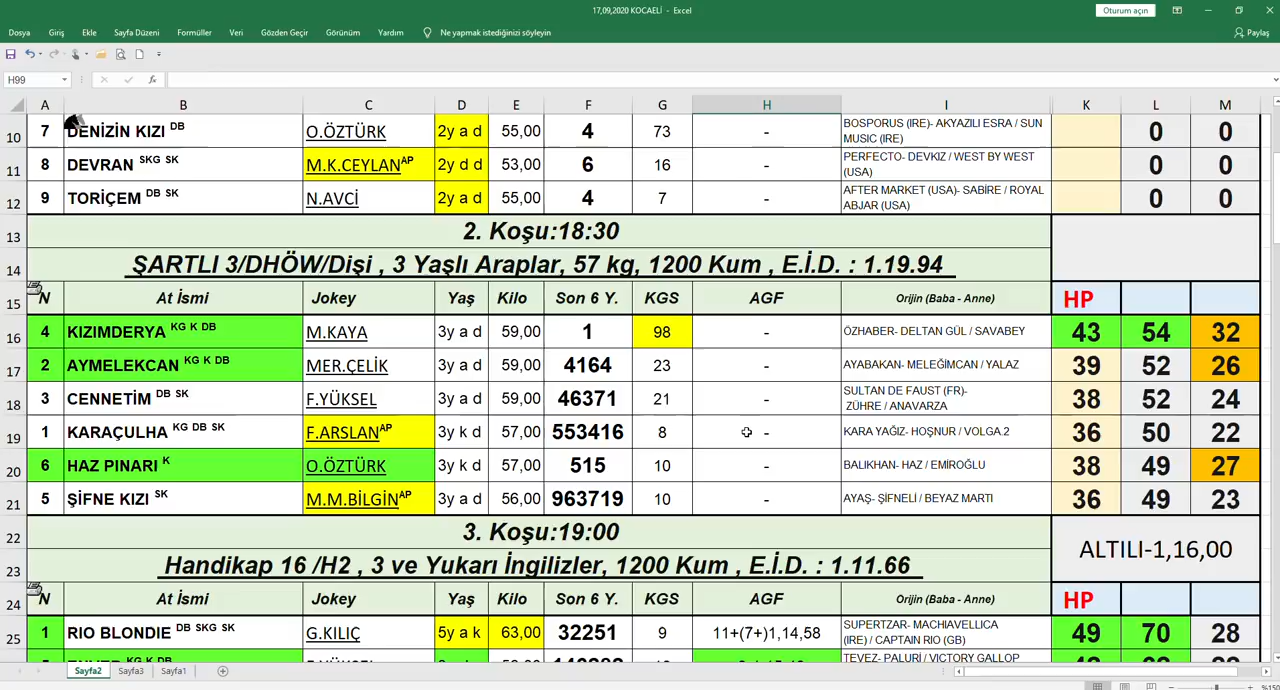 17,09,2020 KOCAELİ - Excel
Oturum açın
Dosya Giriş Ekle Sayfa Düzeni Formüller Veri Gözden Geçir Görünüm Yardım Ne yapmak istediğinizi söyleyin Paylaş
H99 fx
A B C D E F G H I K L M
10 7 DENİZİN KIZI DB O.ÖZTÜRK 2y a d 55,00 4 73 - BOSPORUS (IRE)- AKYAZILI ESRA / SUN MUSIC (IRE) 0 0
11 8 DEVRAN SKG SK M.K.CEYLAN AP 2y d d 53,00 6 16 - PERFECTO- DEVKIZ / WEST BY WEST (USA) 0 0
12 9 TORİÇEM DB SK N.AVCİ 2y a d 55,00 4 7 - AFTER MARKET (USA)- SABİRE / ROYAL ABJAR (USA) 0 0
13 2. Koşu:18:30
14 ŞARTLI 3/DHÖW/Dişi , 3 Yaşlı Araplar, 57 kg, 1200 Kum , E.İ.D. : 1.19.94
15 N At İsmi Jokey Yaş Kilo Son 6 Y. KGS AGF Orijin (Baba - Anne) HP
16 4 KIZIMDERYA KG K DB M.KAYA 3y a d 59,00 1 98 - ÖZHABER- DELTAN GÜL / SAVABEY 43 54 32
17 2 AYMELEKCAN KG K DB MER.ÇELİK 3y a d 59,00 4164 23 - AYABAKAN- MELEĞİMCAN / YALAZ 39 52 26
18 3 CENNETİM DB SK F.YÜKSEL 3y a d 59,00 46371 21 - SULTAN DE FAUST (FR)- ZÜHRE / ANAVARZA 38 52 24
19 1 KARAÇULHA KG DB SK F.ARSLAN AP 3y k d 57,00 553416 8 - KARA YAĞIZ- HOŞNUR / VOLGA.2 36 50 22
20 6 HAZ PINARI K O.ÖZTÜRK 3y k d 57,00 515 10 - BALIKHAN- HAZ / EMİROĞLU 38 49 27
21 5 ŞİFNE KIZI SK M.M.BİLGİN AP 3y a d 56,00 963719 10 - AYAŞ- ŞİFNELİ / BEYAZ MARTI 36 49 23
22 3. Koşu:19:00
ALTILI-1,16,00
23 Handikap 16 /H2 , 3 ve Yukarı İngilizler, 1200 Kum , E.İ.D. : 1.11.66
24 N At İsmi Jokey Yaş Kilo Son 6 Y. KGS AGF Orijin (Baba - Anne) HP
25 1 RIO BLONDIE DB SKG SK G.KILIÇ 5y a k 63,00 32251 9 11+(7+)1,14,58 SUPERTZAR- MACHIAVELLICA (IRE) / CAPTAIN RIO (GB) 49 70 28
TEVEZ- PALURİ / VICTORY GALLOP
Sayfa2 Sayfa3 Sayfa1
%150